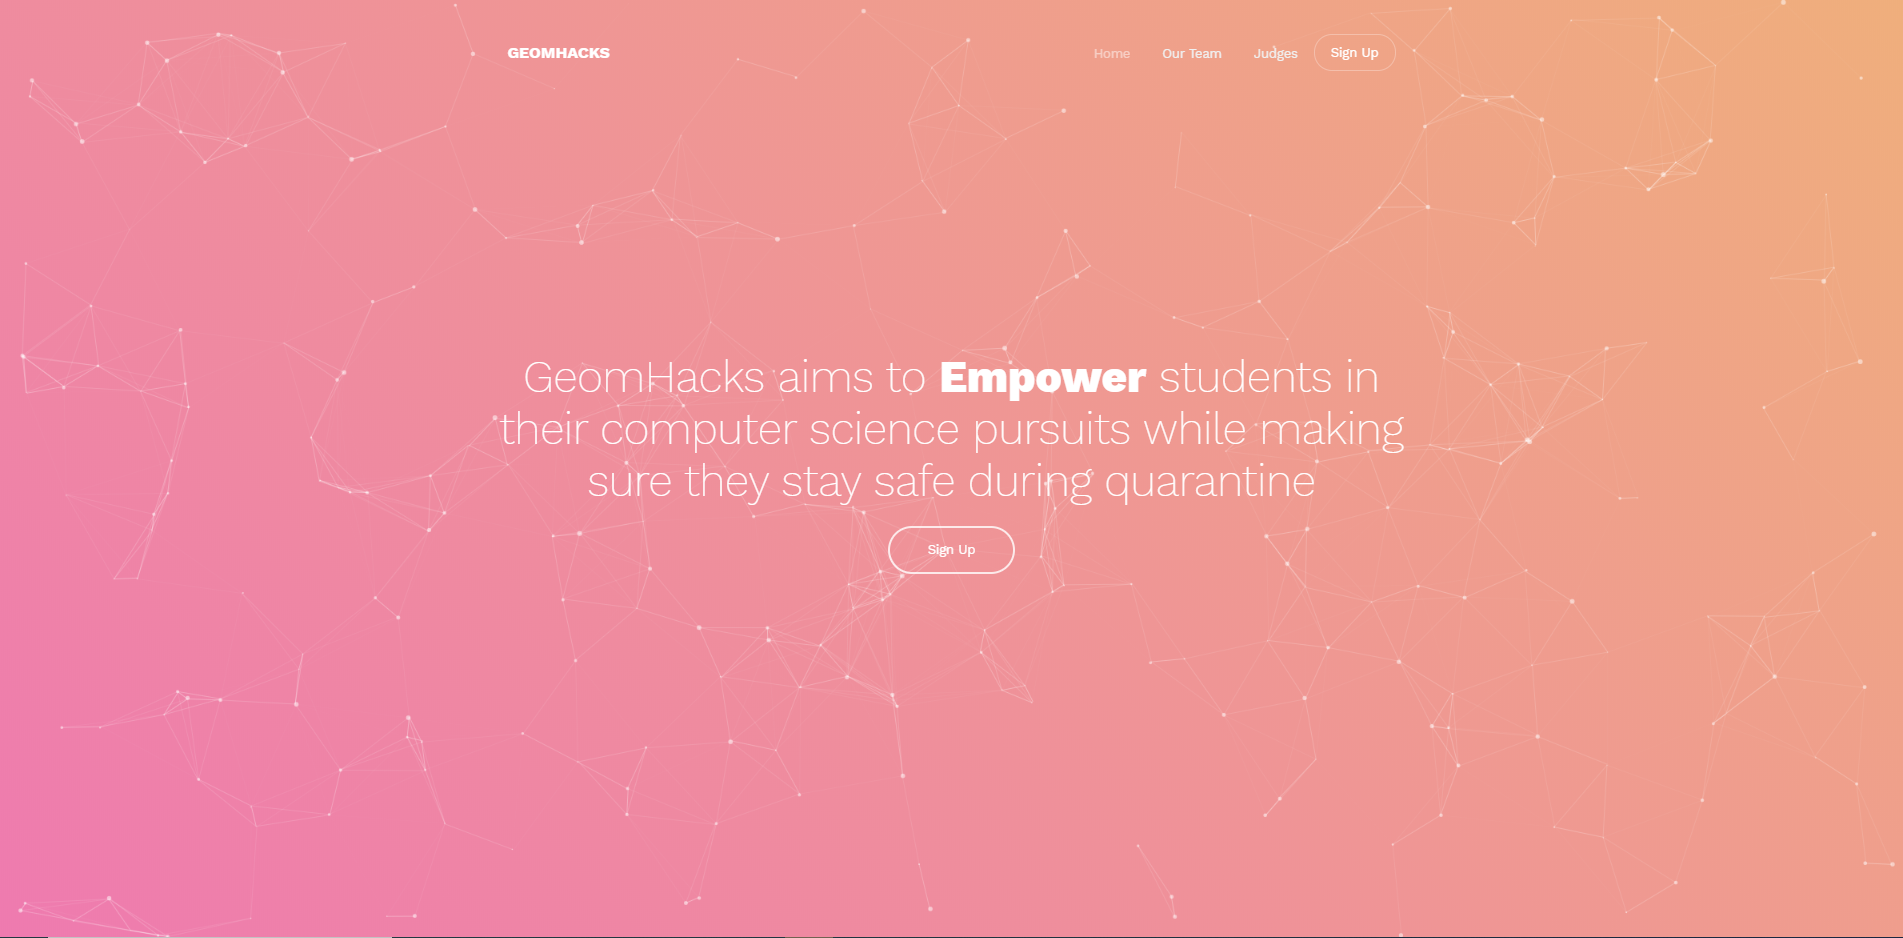 GEOMHACKS
Home Our Team Judges Sign Up
GeomHacks aims to Empower students in
their computer science pursuits while making
sure they stay safe during quarantine
Sign Up